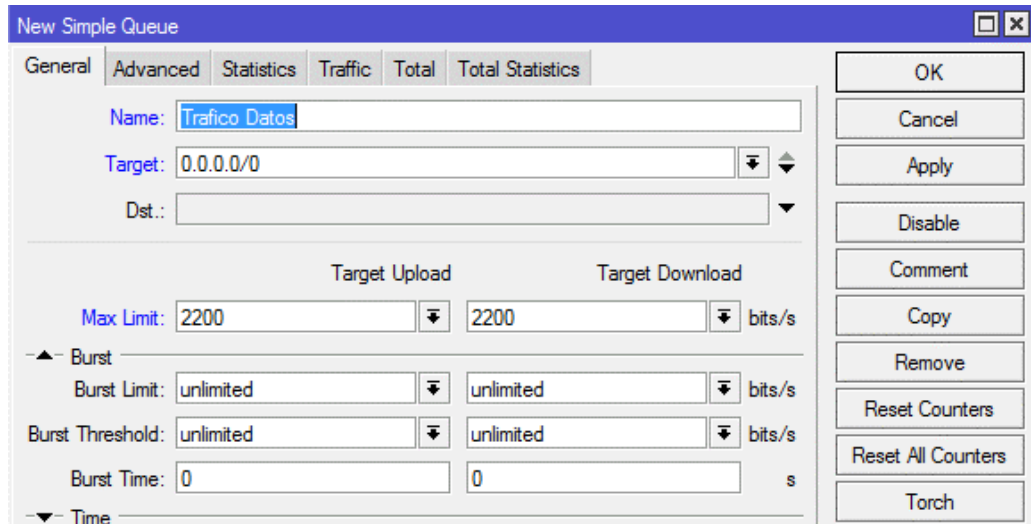 New Simple Queue
General Advanced Statistics Traffic Total Total Statistics
Name: Trafico Datos
Target: 0.0.0.0/0
Dst.:
Target Upload Target Download
Max Limit: 2200 2200 bits/s
Burst
Burst Limit: unlimited unlimited bits/s
Burst Threshold: unlimited unlimited bits/s
Burst Time: 0 0 s
Time
OK
Cancel
Apply
Disable
Comment
Copy
Remove
Reset Counters
Reset All Counters
Torch